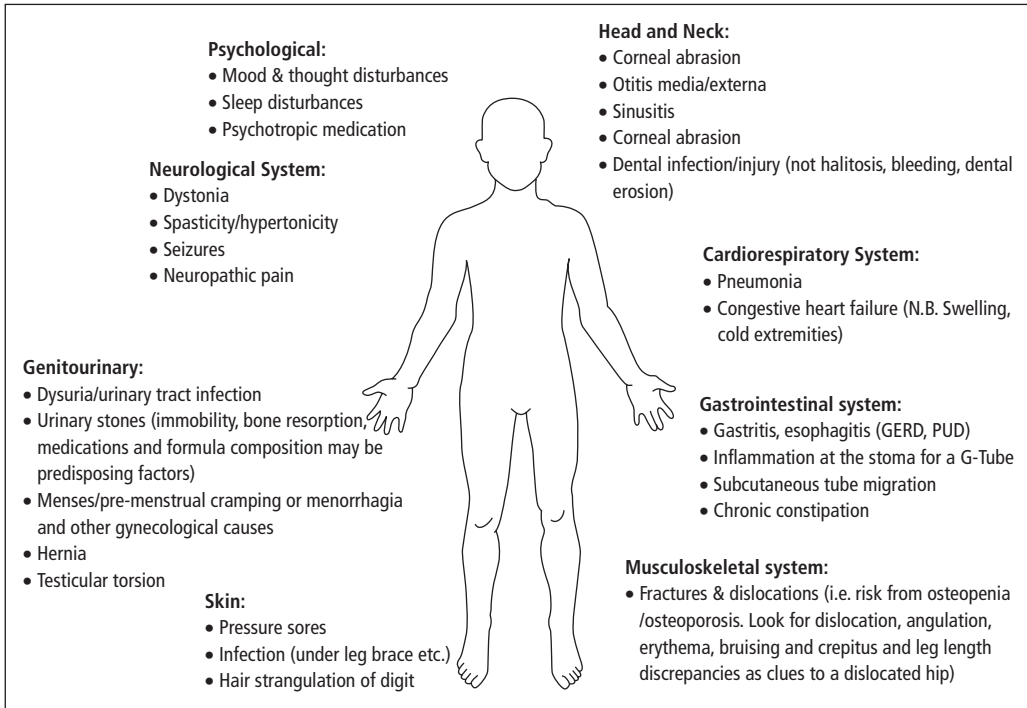 Psychological:
• Mood & thought disturbances
• Sleep disturbances
• Psychotropic medication
Neurological System:
• Dystonia
• Spasticity/hypertonicity
• Seizures
• Neuropathic pain
Genitourinary:
• Dysuria/urinary tract infection
• Urinary stones (immobility, bone resorption,
medications and formula composition may be
predisposing factors)
• Menses/pre-menstrual cramping or menorrhagia
and other gynecological causes
• Hernia
• Testicular torsion
Skin:
• Pressure sores
• Infection (under leg brace etc.)
• Hair strangulation of digit
Head and Neck:
• Corneal abrasion
• Otitis media/externa
• Sinusitis
• Corneal abrasion
• Dental infection/injury (not halitosis, bleeding, dental
erosion)
Cardiorespiratory System:
• Pneumonia
• Congestive heart failure (N.B. Swelling,
cold extremities)
Gastrointestinal system:
• Gastritis, esophagitis (GERD, PUD)
• Inflammation at the stoma for a G-Tube
• Subcutaneous tube migration
• Chronic constipation
Musculoskeletal system:
• Fractures & dislocations (i.e. risk from osteopenia
/osteoporosis. Look for dislocation, angulation,
erythema, bruising and crepitus and leg length
discrepancies as clues to a dislocated hip)